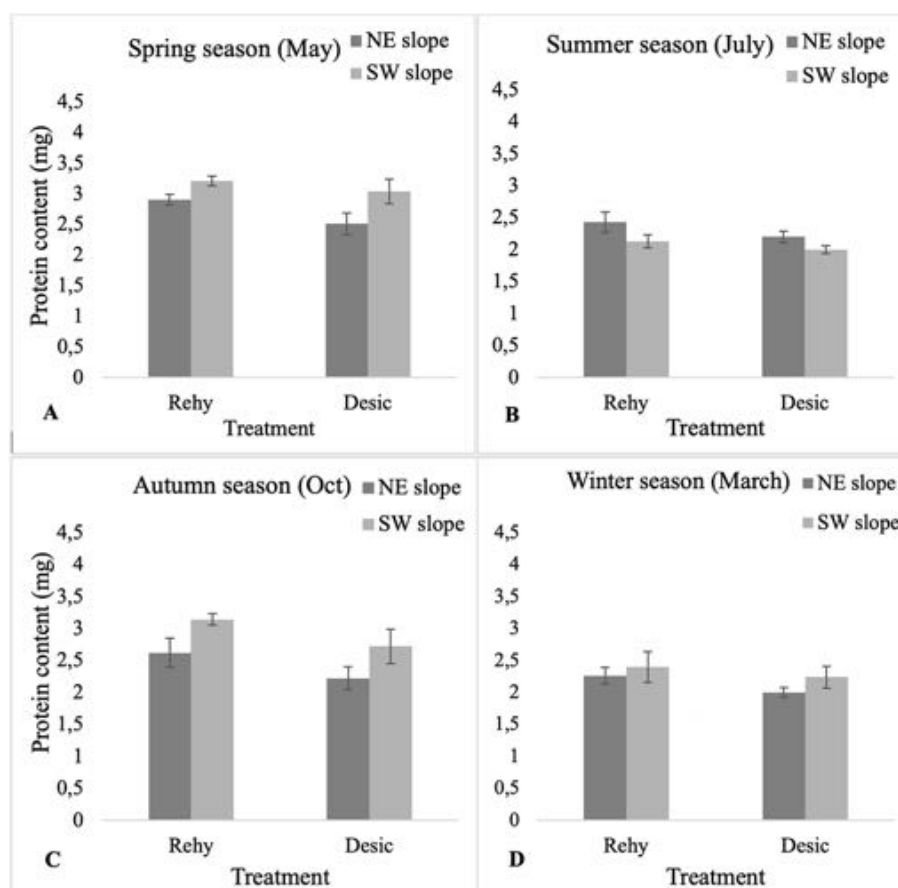 Spring season (May)
NE slope
SW slope
Protein content (mg)
4,5
4
3,5
3
2,5
2
1,5
1
0,5
0
Rehy
Desic
Treatment
A
Summer season (July)
NE slope
SW slope
4,5
4
3,5
3
2,5
2
1,5
1
0,5
0
Rehy
Desic
Treatment
B
Autumn season (Oct)
NE slope
SW slope
Protein content (mg)
4,5
4
3,5
3
2,5
2
1,5
1
0,5
0
Rehy
Desic
Treatment
C
Winter season (March)
NE slope
SW slope
4,5
4
3,5
3
2,5
2
1,5
1
0,5
0
Rehy
Desic
Treatment
D